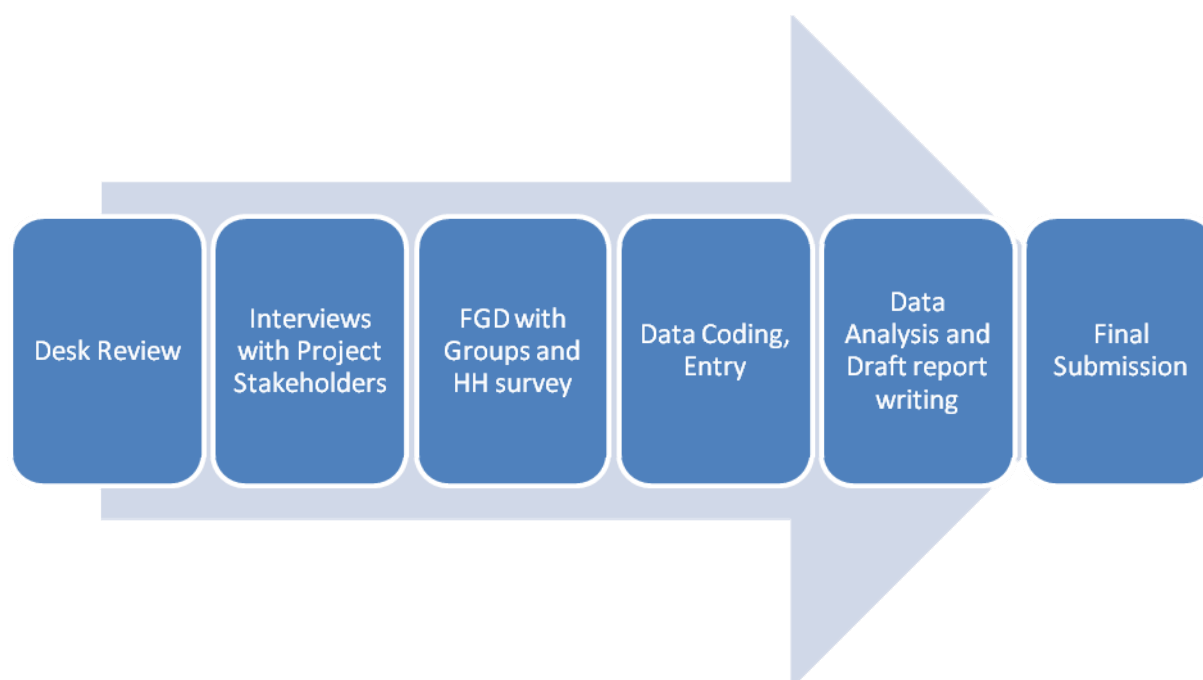 Desk Review
Interviews
with Project
Stakeholders
FGD with
Groups and
HH survey
Data Coding,
Entry
Data
Analysis and
Draft report
writing
Final
Submission